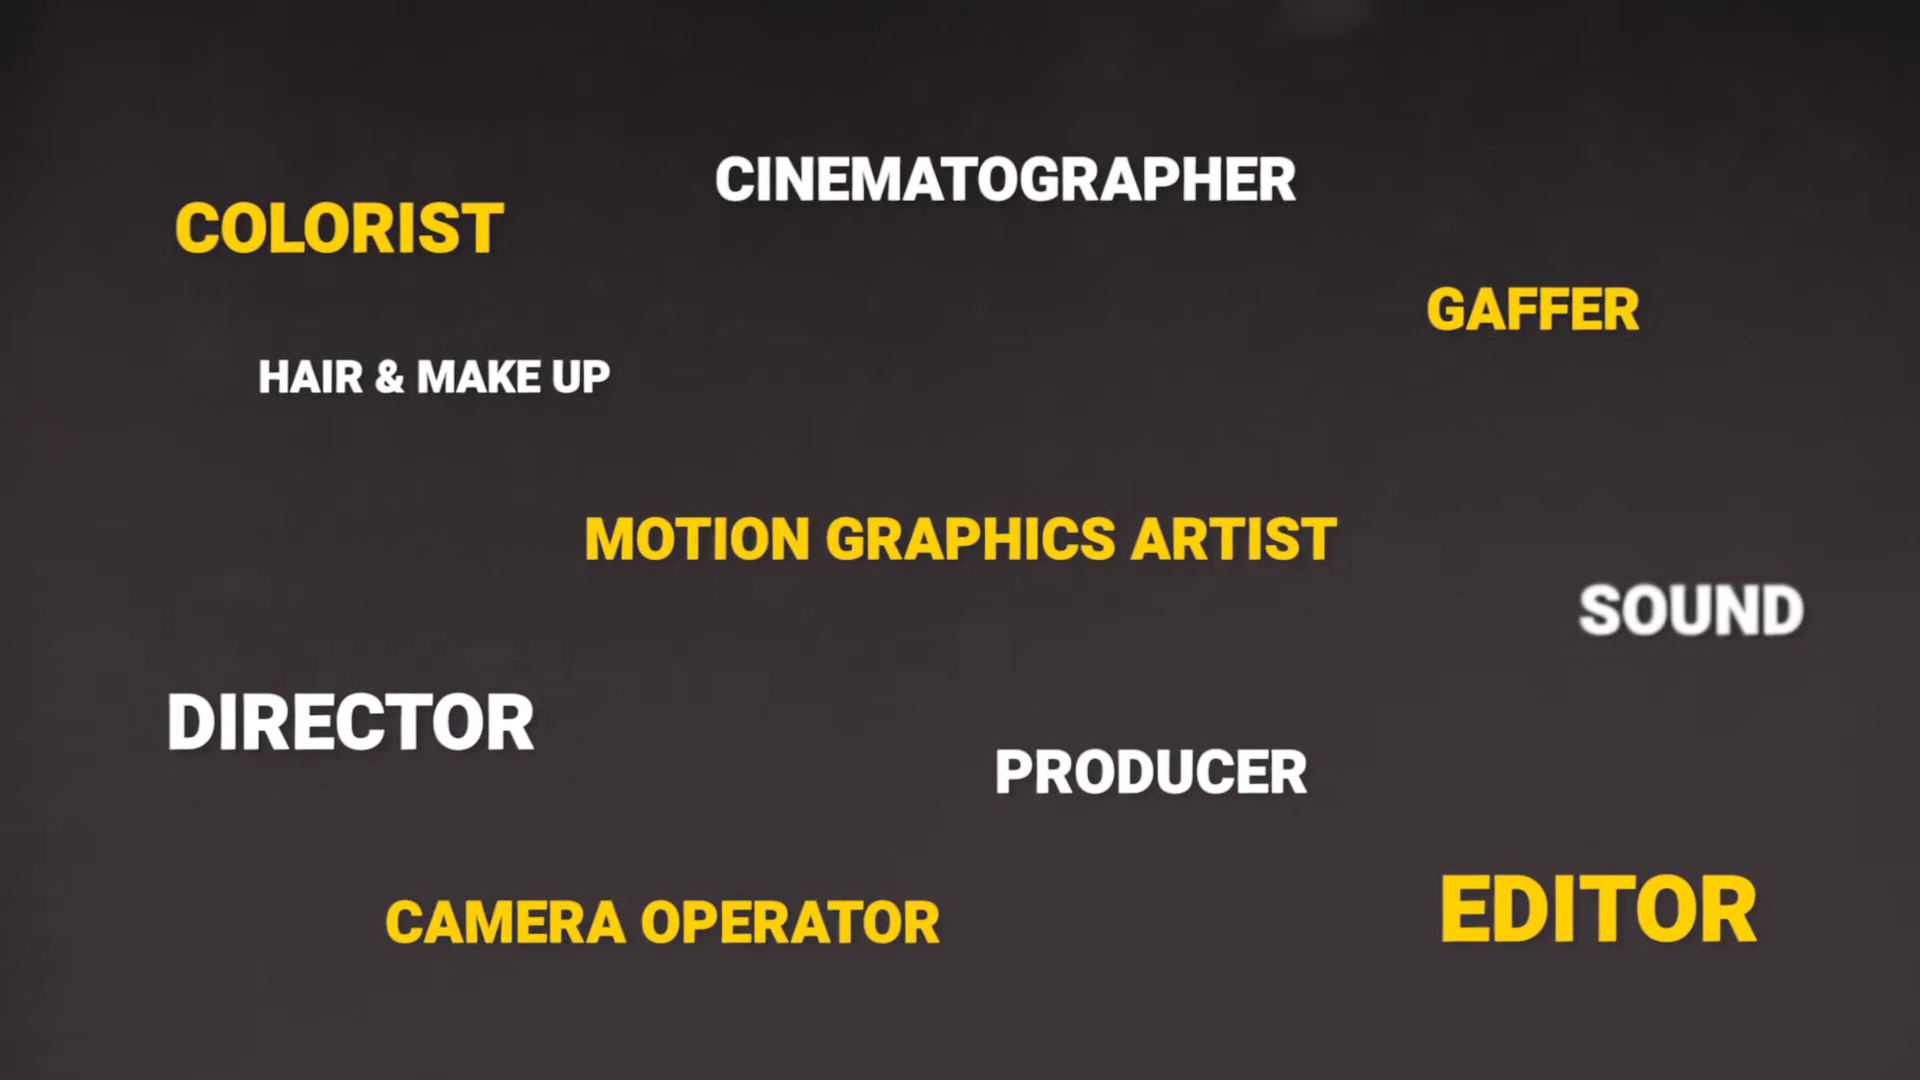 CINEMATOGRAPHER
COLORIST
GAFFER
HAIR & MAKE UP
MOTION GRAPHICS ARTIST
SOUND
DIRECTOR
PRODUCER
EDITOR
CAMERA OPERATOR